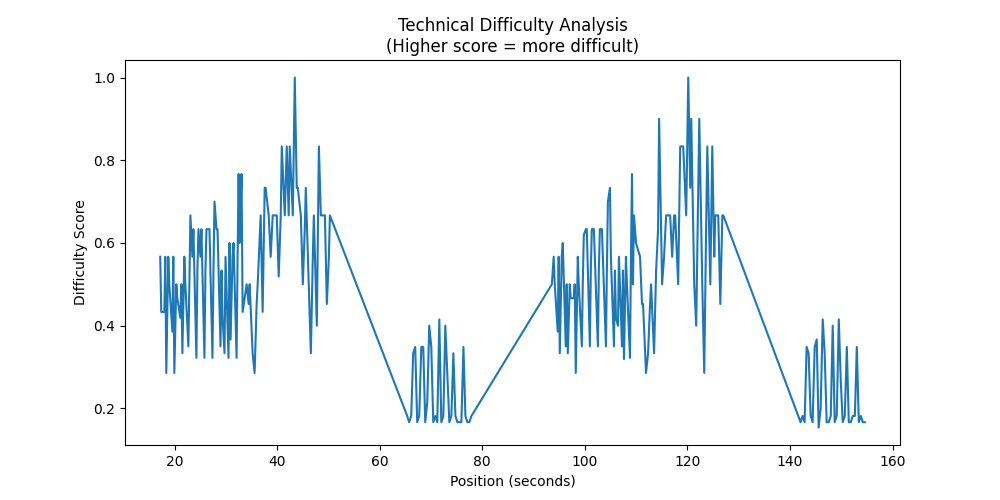 Technical Difficulty Analysis
(Higher score = more difficult)
Difficulty Score
1.0
0.8
0.6
0.4
0.2
20 40 60 80 100 120 140 160
Position (seconds)